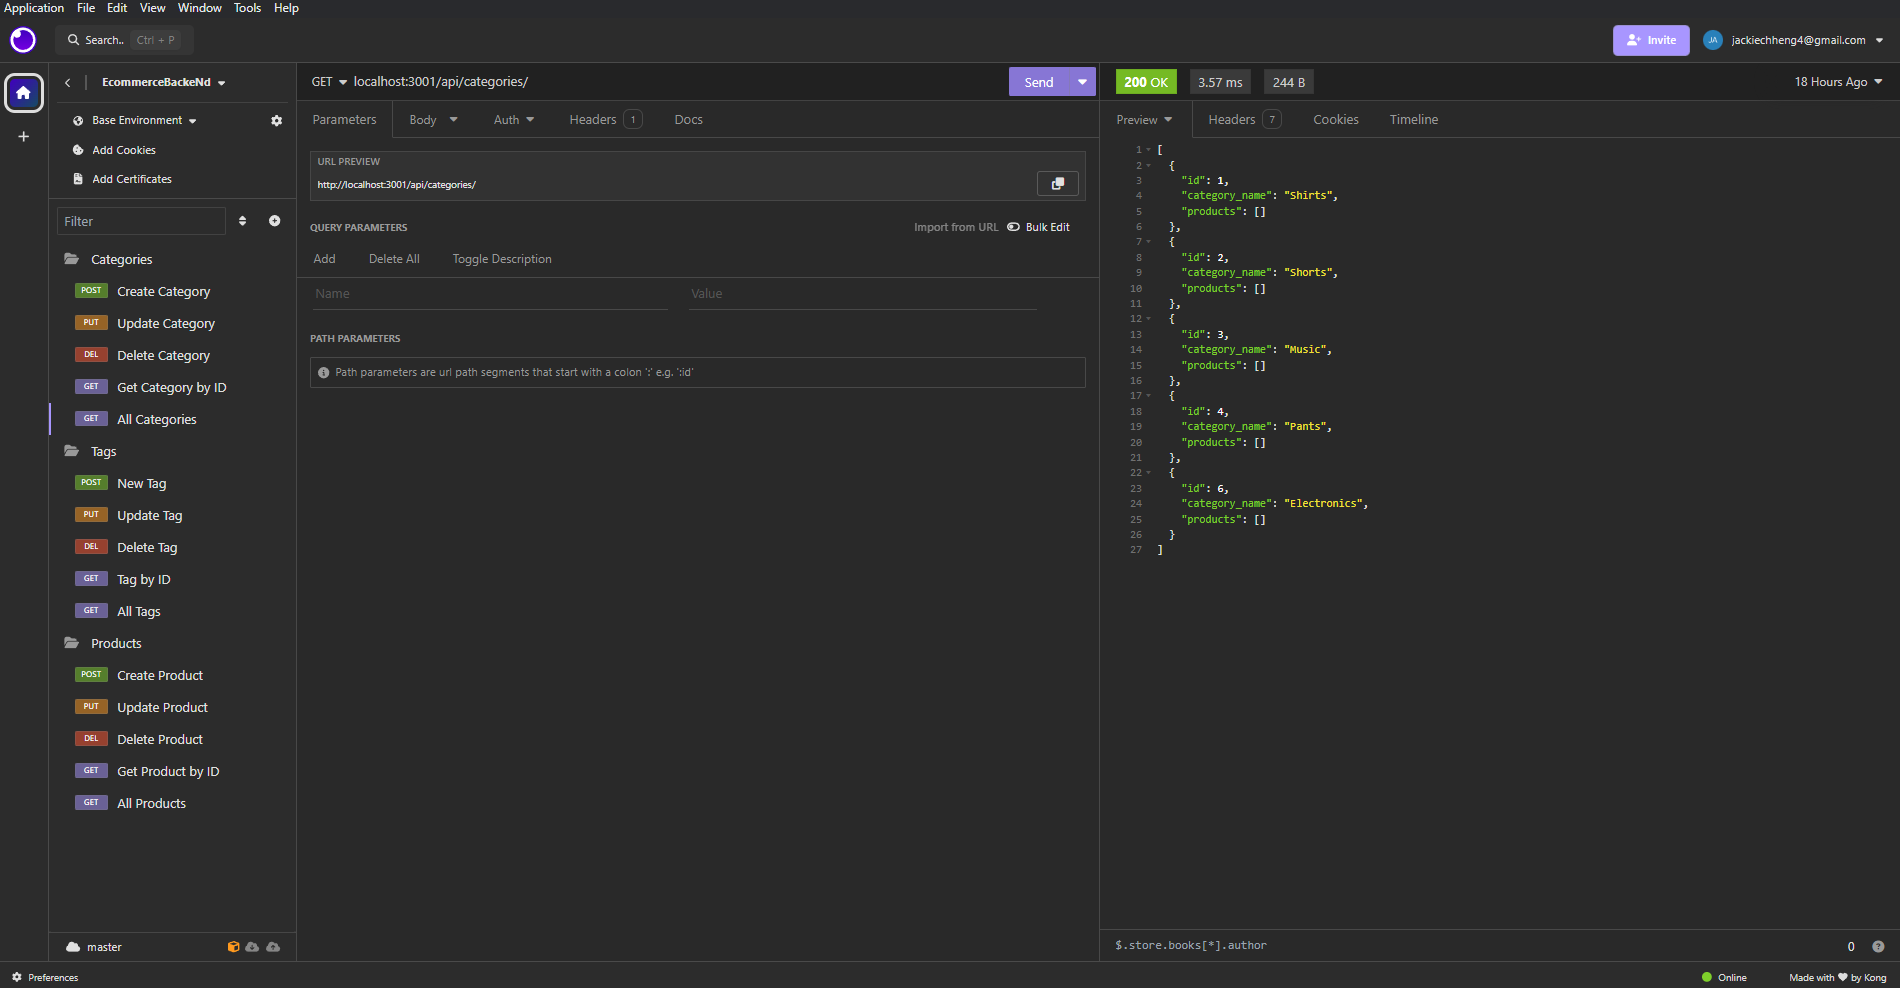 Application File Edit View Window Tools Help
Search.. Ctrl + P
Invite
JA jackiechheng4@gmail.com
EcommerceBackeNd
Base Environment
Add Cookies
Add Certificates
Filter
Categories
POST Create Category
PUT Update Category
DEL Delete Category
GET Get Category by ID
GET All Categories
Tags
POST New Tag
PUT Update Tag
DEL Delete Tag
GET Tag by ID
GET All Tags
Products
POST Create Product
PUT Update Product
DEL Delete Product
GET Get Product by ID
GET All Products
master
GET localhost:3001/api/categories/
Send
Parameters Body Auth Headers 1 Docs
URL PREVIEW
http://localhost:3001/api/categories/
QUERY PARAMETERS
Import from URL Bulk Edit
Add Delete All Toggle Description
Name Value
PATH PARAMETERS
Path parameters are url path segments that start with a colon ':' e.g. ':id'
200 OK 3.57 ms 244 B
18 Hours Ago
Preview Headers 7 Cookies Timeline
1 [
2 {
3 "id": 1,
4 "category_name": "Shirts",
5 "products": []
6 },
7 {
8 "id": 2,
9 "category_name": "Shorts",
10 "products": []
11 },
12 {
13 "id": 3,
14 "category_name": "Music",
15 "products": []
16 },
17 {
18 "id": 4,
19 "category_name": "Pants",
20 "products": []
21 },
22 {
23 "id": 6,
24 "category_name": "Electronics",
25 "products": []
26 }
27 ]
$.store.books[*].author
0
Preferences
Online
Made with ♥ by Kong